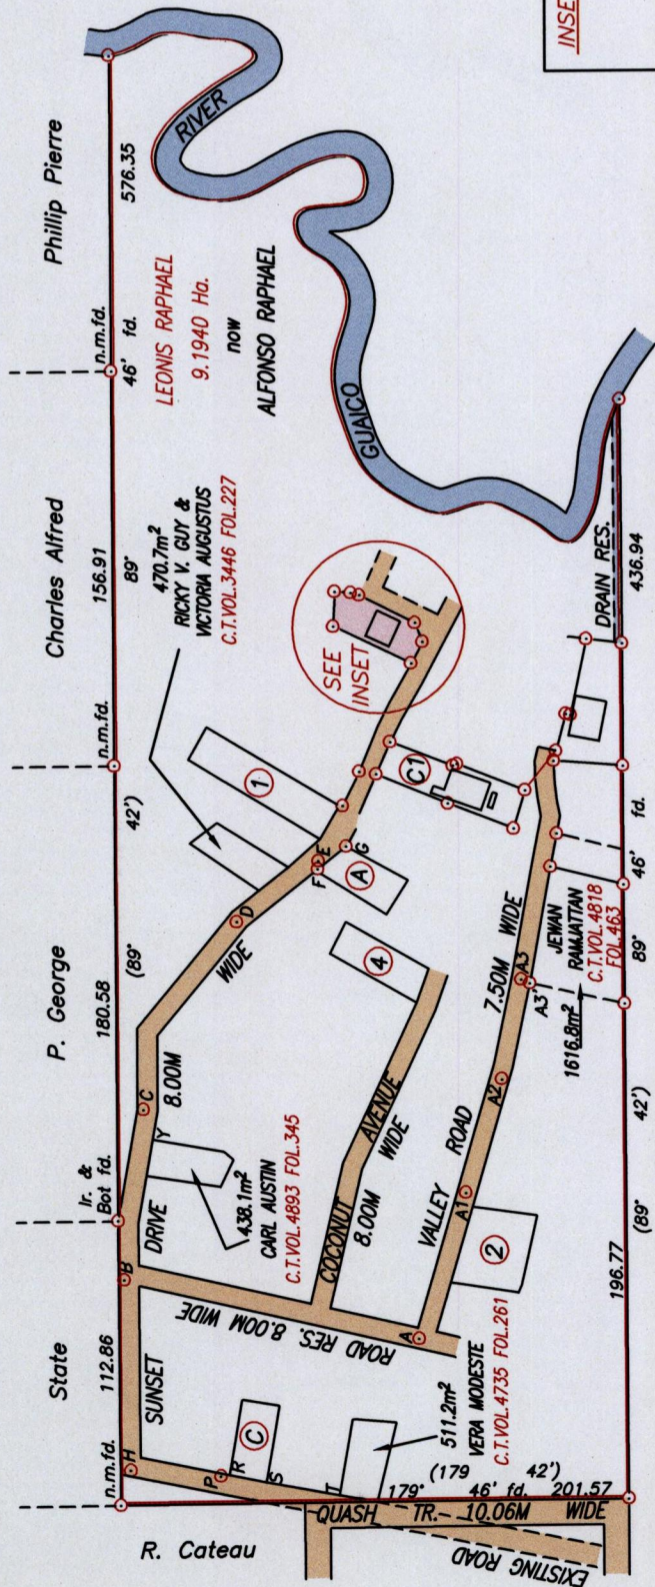 State
P. George
Charles Alfred
Phillip Pierre
n.m.fd.
112.86
Ir. &
Bot fd.
180.58
n.m.fd.
156.91
n.m.fd.
576.35
(89°
42')
89°
46'
fd.
R. Cateau
H
SUNSET
B
DRIVE
C
8.00M
WIDE
D
Y
438.1m²
CARL AUSTIN
C.T.VOL.4893 FOL.345
470.7m²
RICKY V. GUY &
VICTORIA AUGUSTUS
C.T.VOL.3446 FOL.227
LEONIS RAPHAEL
9.1940 Ha.
now
ALFONSO RAPHAEL
RIVER
GUAICO
INSE
SEE
INSET
1
F
E
G
A
4
C1
P
R
C
S
T
ROAD RES. 8.00M WIDE
COCONUT
AVENUE
8.00M
WIDE
A
VALLEY
ROAD
7.50M
WIDE
A1
A2
A3
A3'
2
511.2m²
VERA MODESTE
C.T.VOL.4735 FOL.261
1616.8m²
JEWAN
RAMJATTAN
C.T.VOL.4818
FOL.463
DRAIN RES.
(179
42')
179°
46' fd.
201.57
QUASH
TR.
10.06M
WIDE
EXISTING ROAD
196.77
(89°
42')
89°
46'
fd.
436.94